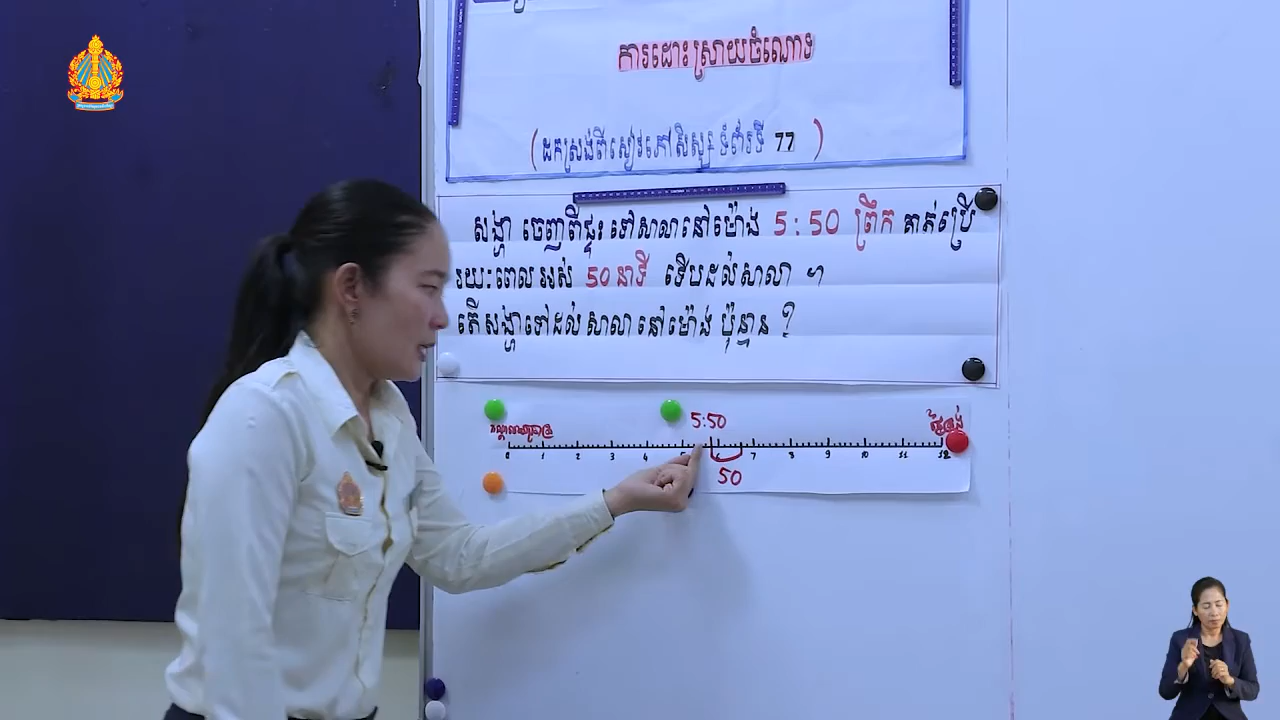 ការដោះស្រាយចំណោទ
(ដកស្រង់ពីសៀវភៅសិស្ស ទំព័រទី 77)
សង្ហា ចេញពីផ្ទះ ទៅសាលានៅម៉ោង 5:50 ព្រឹក គាត់ប្រើ
រយៈពេល អស់ 50 នាទី ទើបដល់សាលា ។
តើសង្ហាទៅដល់ សាលា នៅម៉ោង ប៉ុន្មាន ?
5:50
ថ្ងៃត្រង់
0 1 2 3 4 5 7 8 9 10 11 12
50